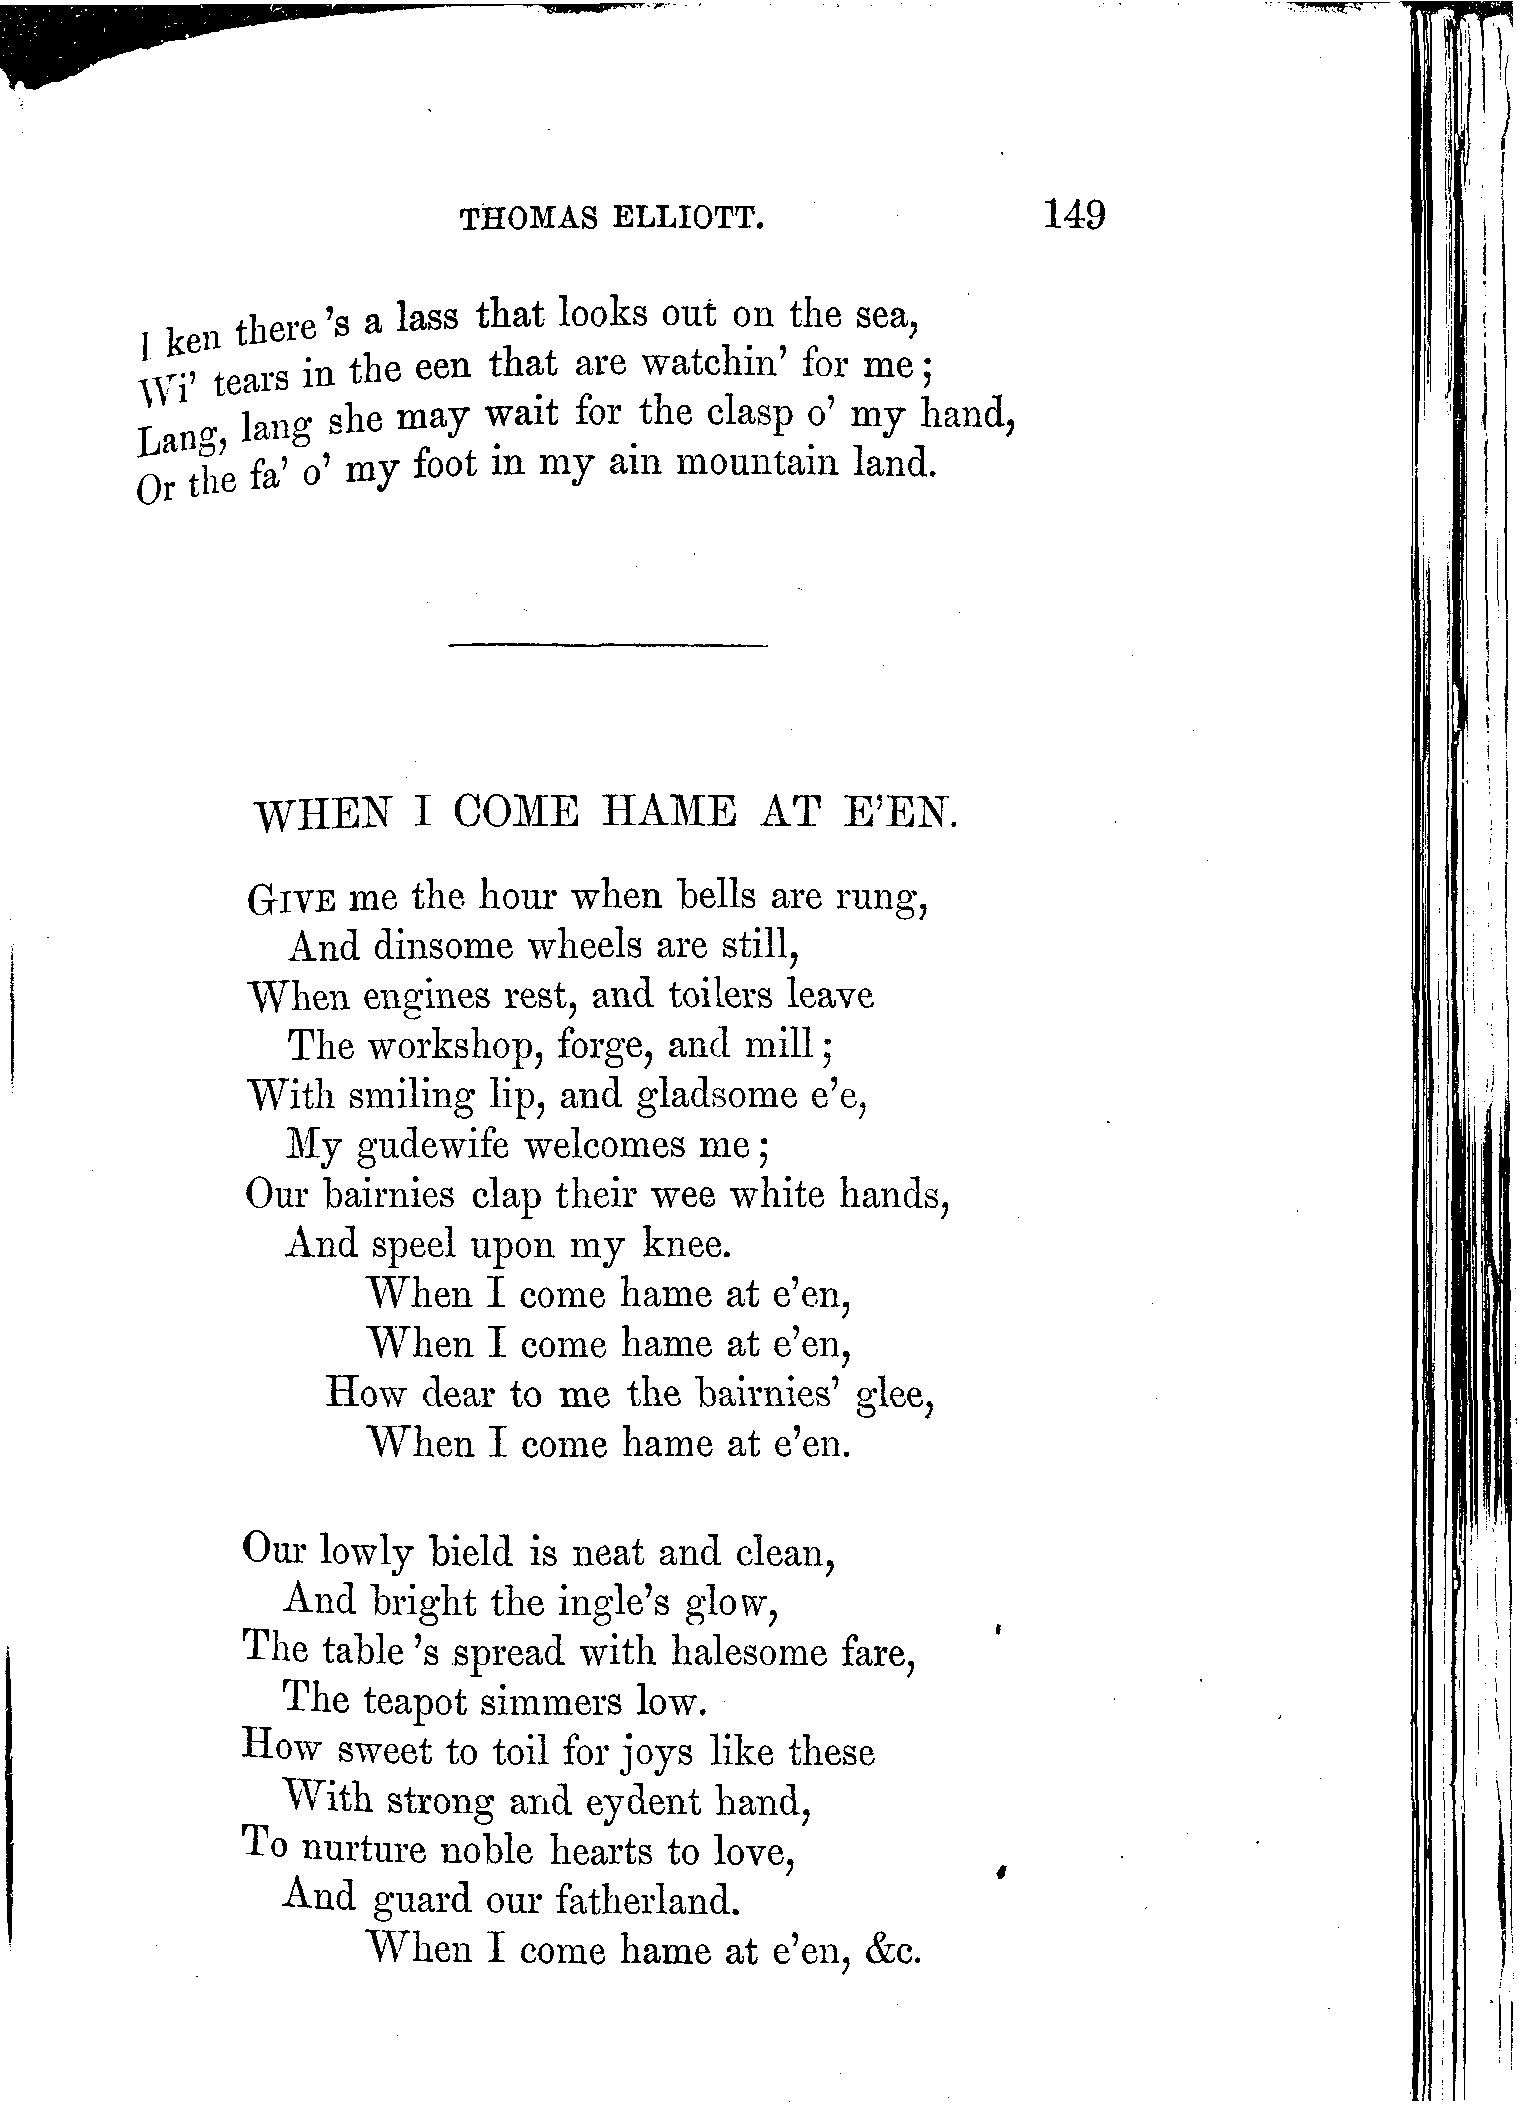 THOMAS ELLIOTT. 149
I ken there's a lass that looks out on the sea,
Wi' tears in the een that are watchin' for me;
Lang, lang she may wait for the clasp o' my hand,
Or the fa' o' my foot in my ain mountain land.
WHEN I COME HAME AT E'EN.
GIVE me the hour when bells are rung,
And dinsome wheels are still,
When engines rest, and toilers leave
The workshop, forge, and mill;
With smiling lip, and gladsome e'e,
My gudewife welcomes me;
Our bairnies clap their wee white hands,
And speel upon my knee.
When I come hame at e'en,
When I come hame at e'en,
How dear to me the bairnies' glee,
When I come hame at e'en.
Our lowly bield is neat and clean,
And bright the ingle's glow,
The table's spread with halesome fare,
The teapot simmers low.
How sweet to toil for joys like these
With strong and eydent hand,
To nurture noble hearts to love,
And guard our fatherland.
When I come hame at e'en, &c.